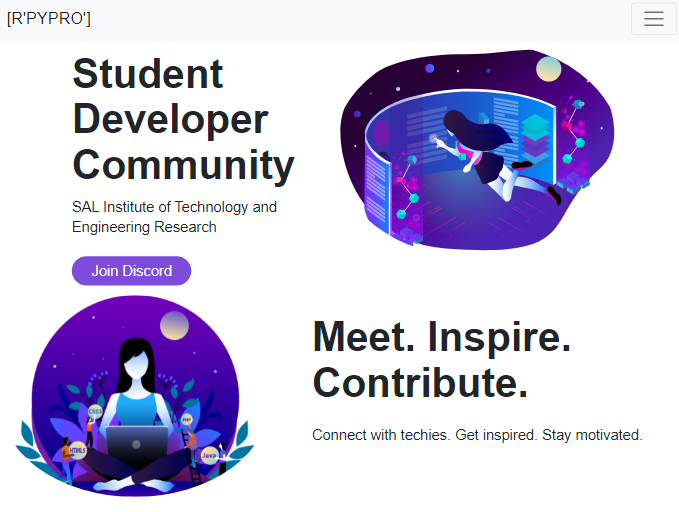 [R'PYPRO']
Student
Developer
Community
SAL Institute of Technology and
Engineering Research
Join Discord
Meet. Inspire.
Contribute.
Connect with techies. Get inspired. Stay motivated.
CSS3
PHP
HTML5
Java